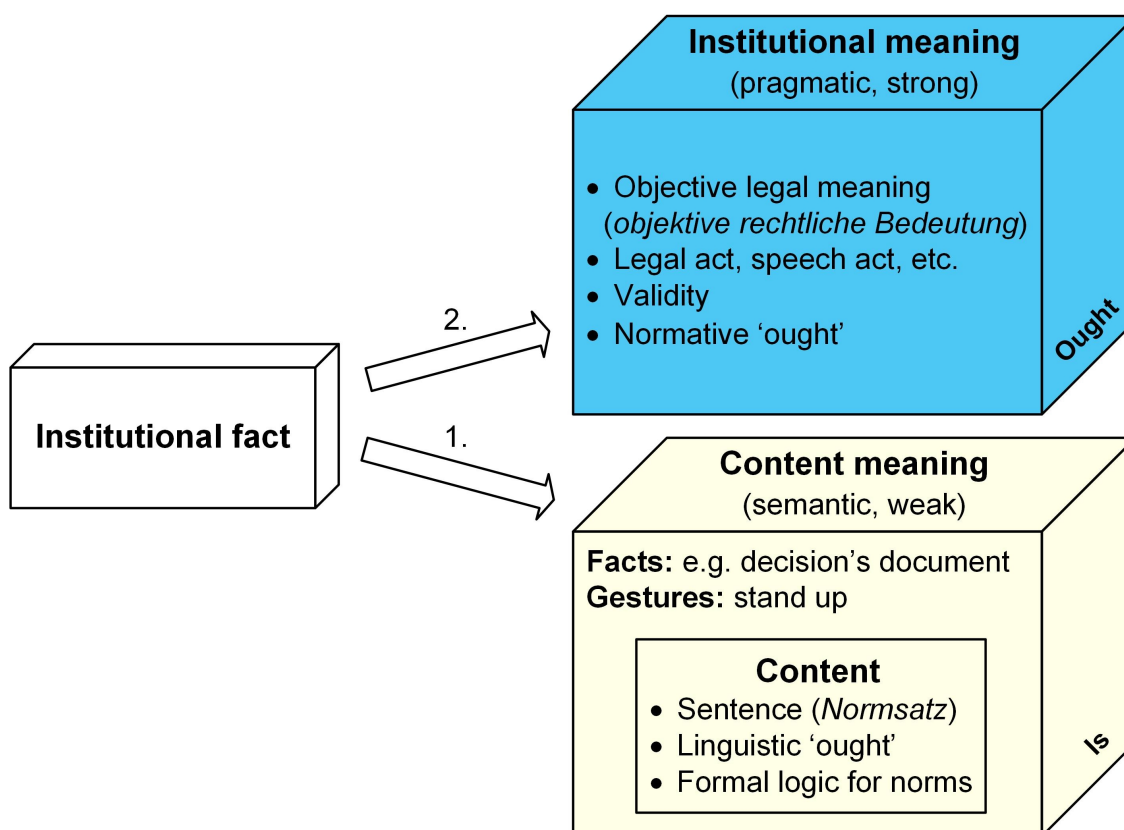 Institutional meaning
(pragmatic, strong)
• Objective legal meaning
(objektive rechtliche Bedeutung)
• Legal act, speech act, etc.
• Validity
• Normative ‘ought’
Ought
2.
Institutional fact
1.
Content meaning
(semantic, weak)
Facts: e.g. decision’s document
Gestures: stand up
Content
• Sentence (Normsatz)
• Linguistic ‘ought’
• Formal logic for norms
Is